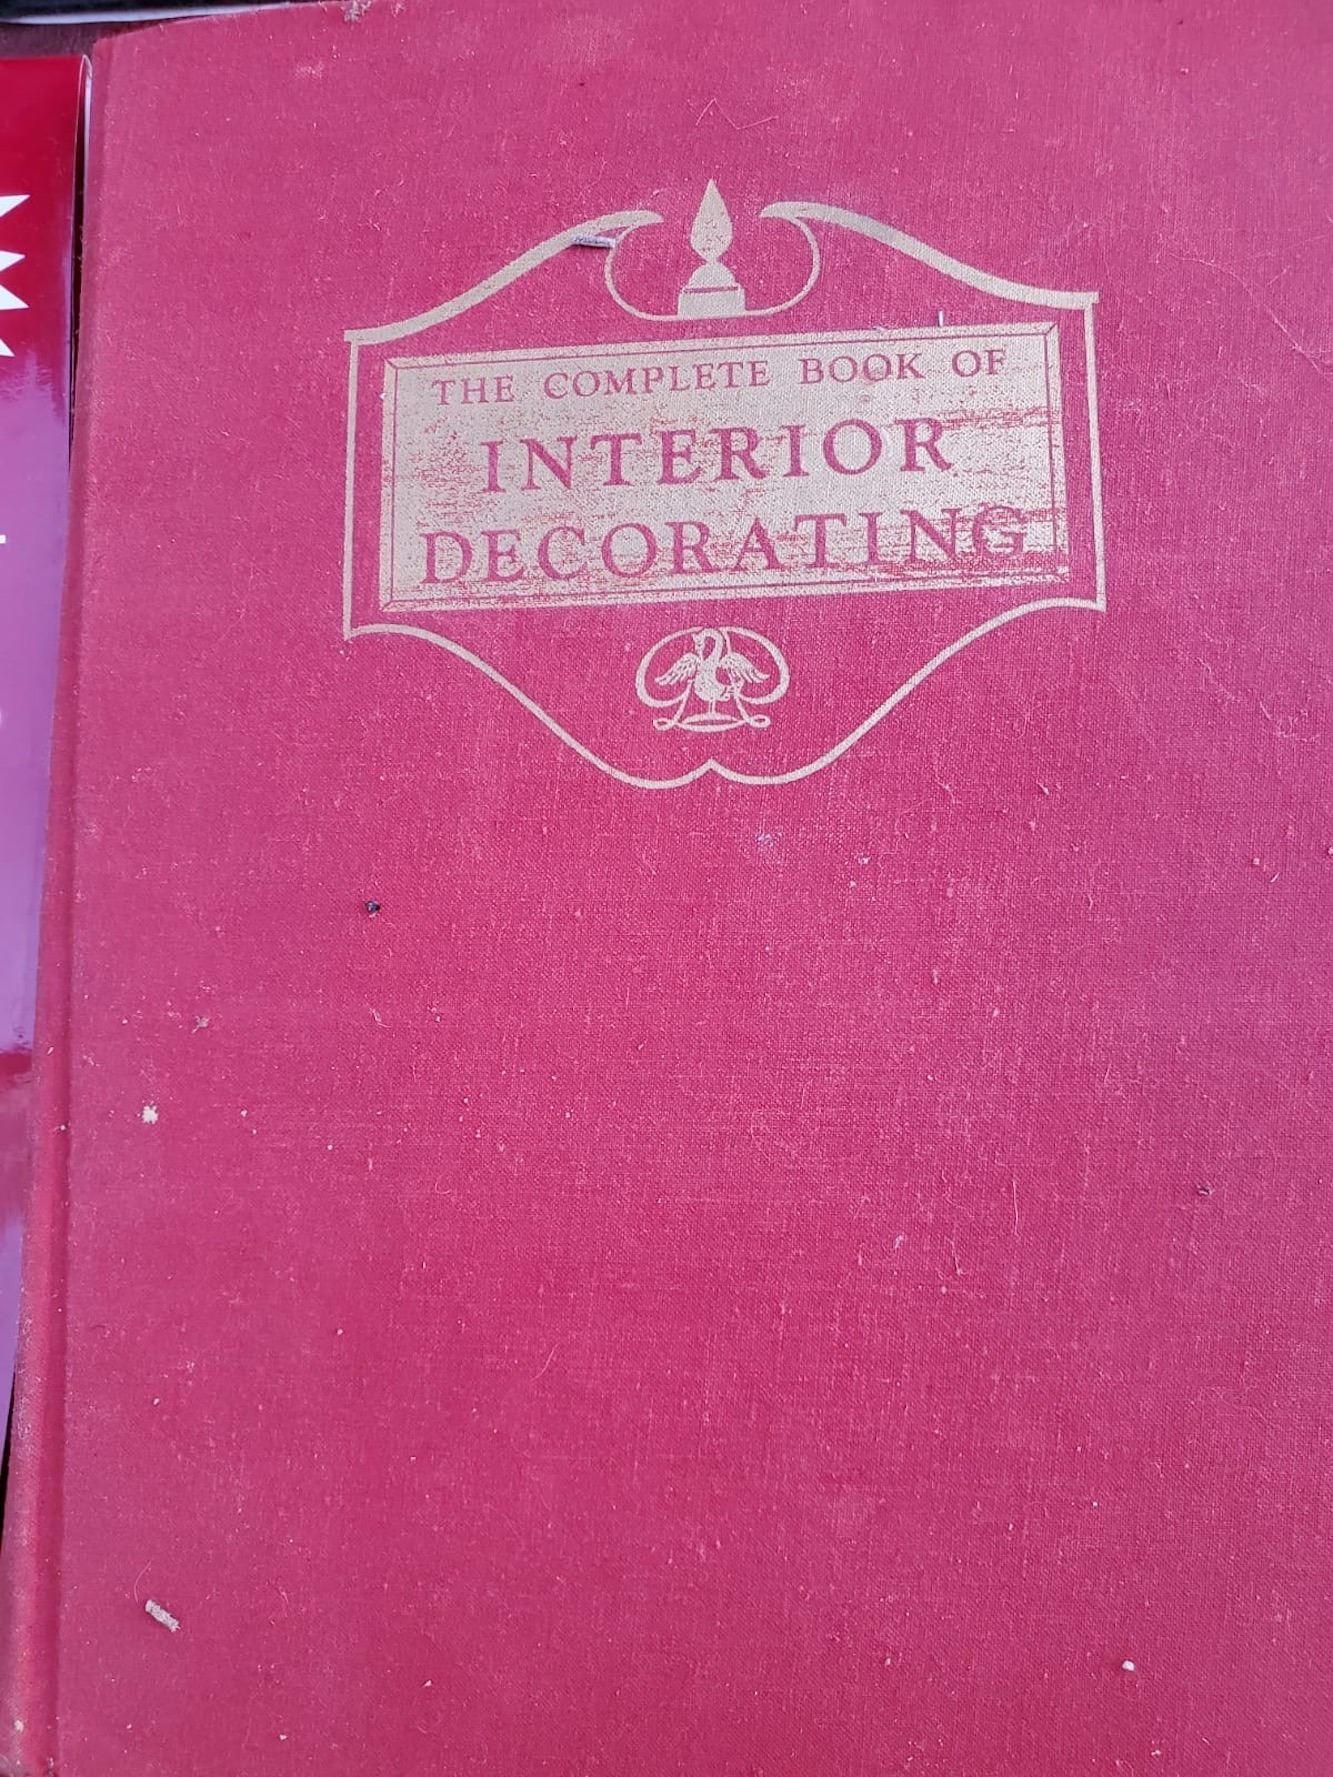 THE COMPLETE BOOK OF
INTERIOR
DECORATING